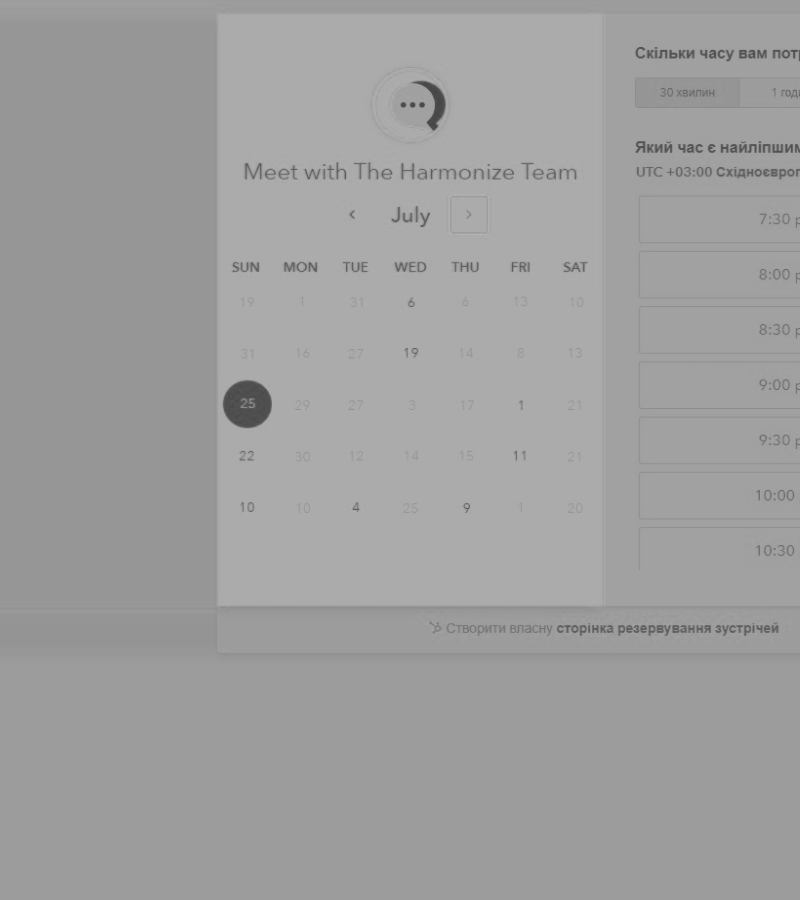 Meet with The Harmonize Team
July
SUN MON TUE WED THU FRI SAT
19 1 31 6 6 13 10
31 16 27 19 14 8 13
25 29 27 3 17 1 21
22 30 12 14 15 11 21
10 10 4 25 9 1 20
Скільки часу вам
30 хвилин 1
Який час є
UTC +03:00
7:30
8:00
8:30
9:00
9:30
10:00
10:30
Створити власну сторінка резервування зустрічей